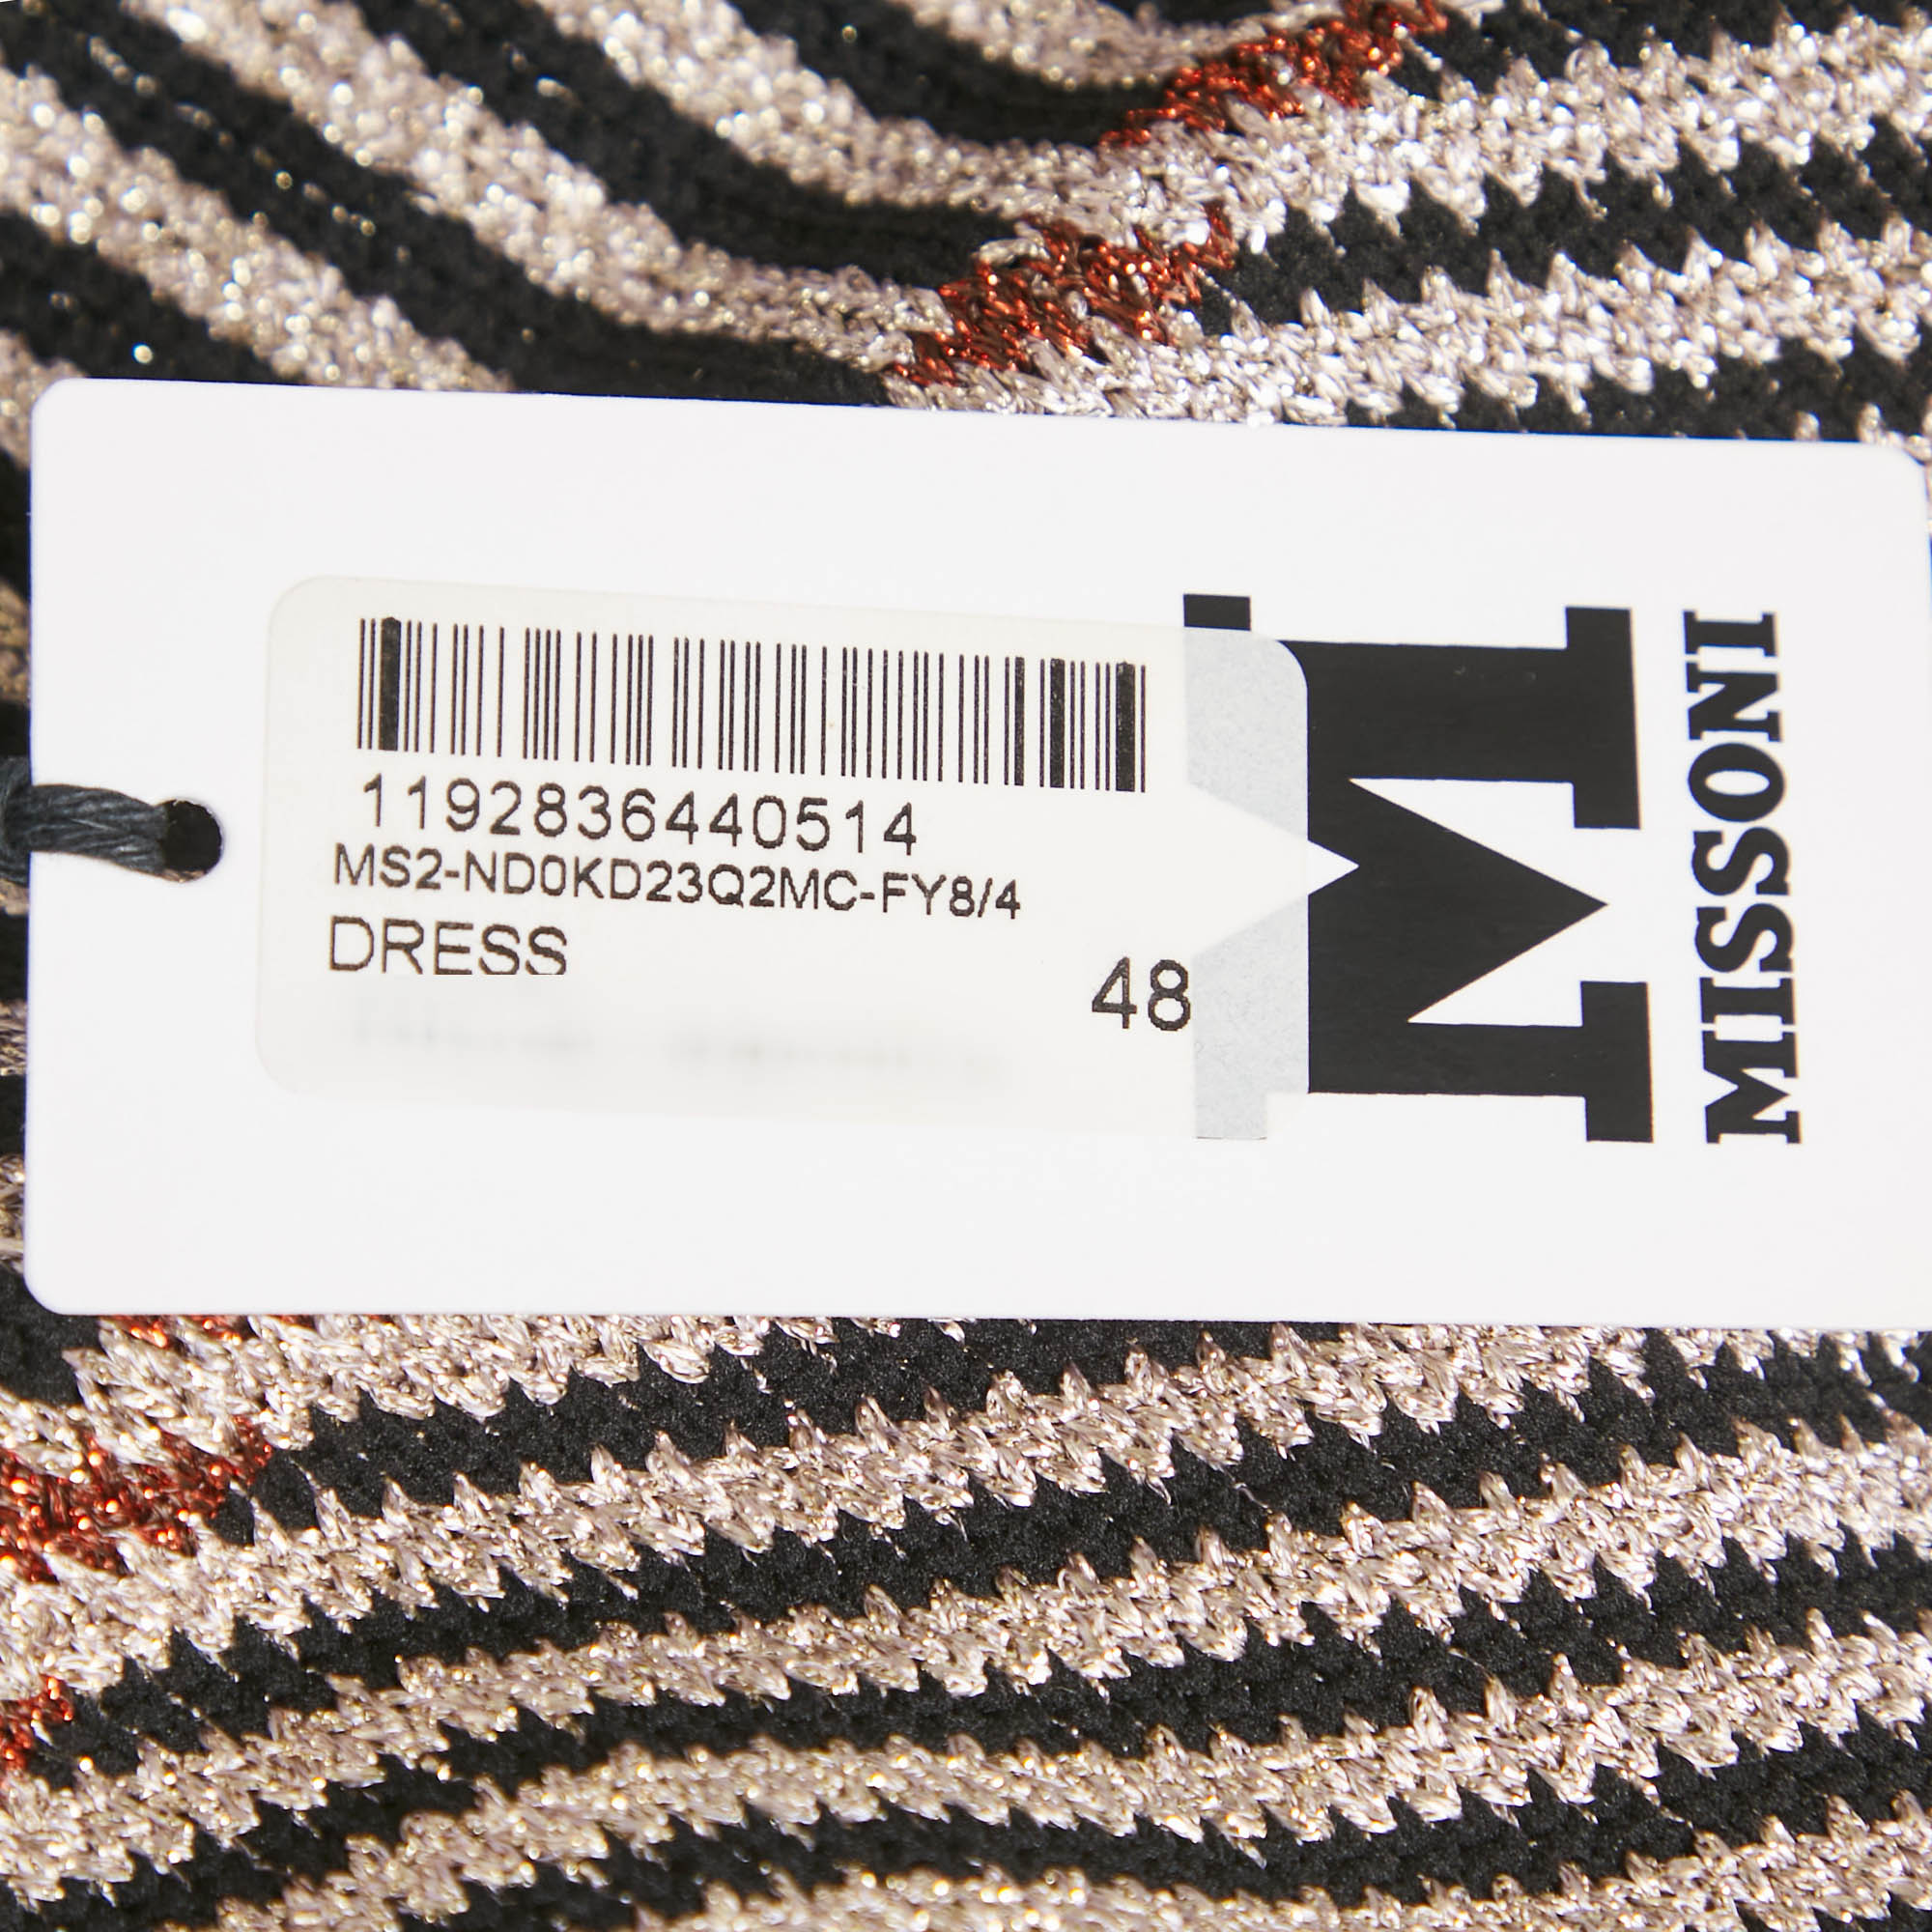 1192836440514
MS2-ND0KD23Q2MC-FY8/4
DRESS
48
M
MISSONI